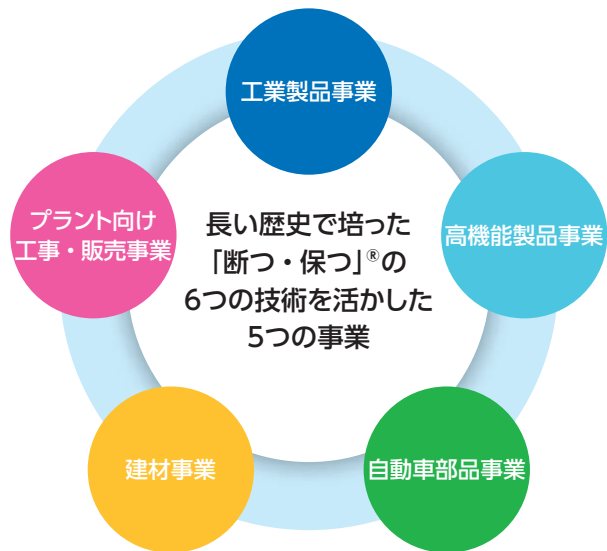 工業製品事業
高機能製品事業
自動車部品事業
建材事業
プラント向け
工事・販売事業
長い歴史で培った
「断つ・保つ」®の
6つの技術を活かした
5つの事業